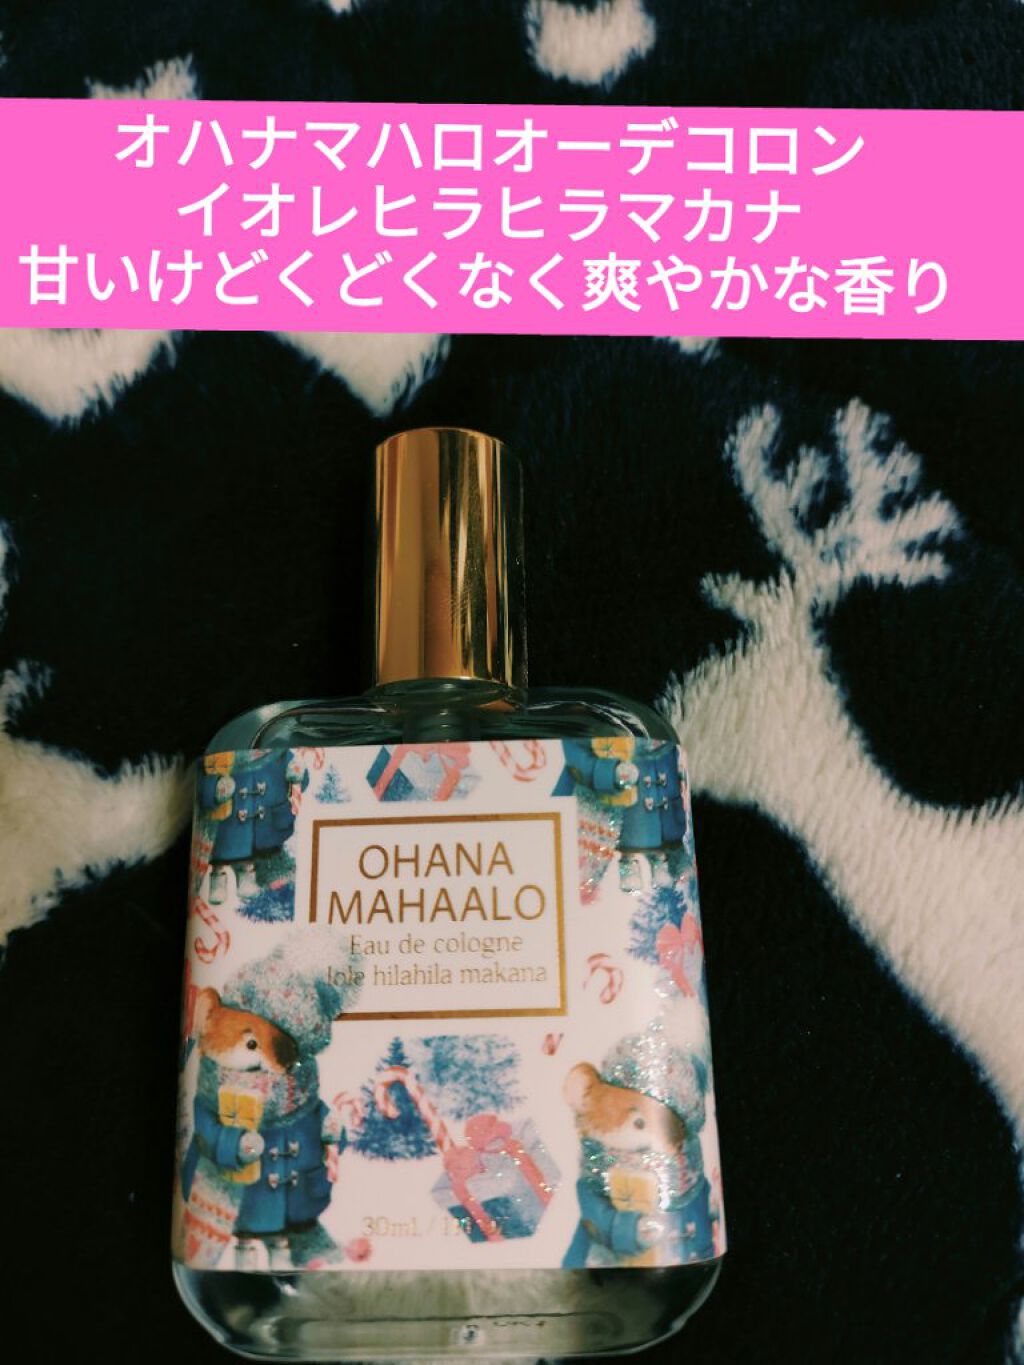 オハナマハロオーデコロン
イオレヒラヒラマカナ
甘いけどくどくなく爽やかな香り
OHANA
MAHAALO
Eau de cologne
Iole hilahila makana
30mL /